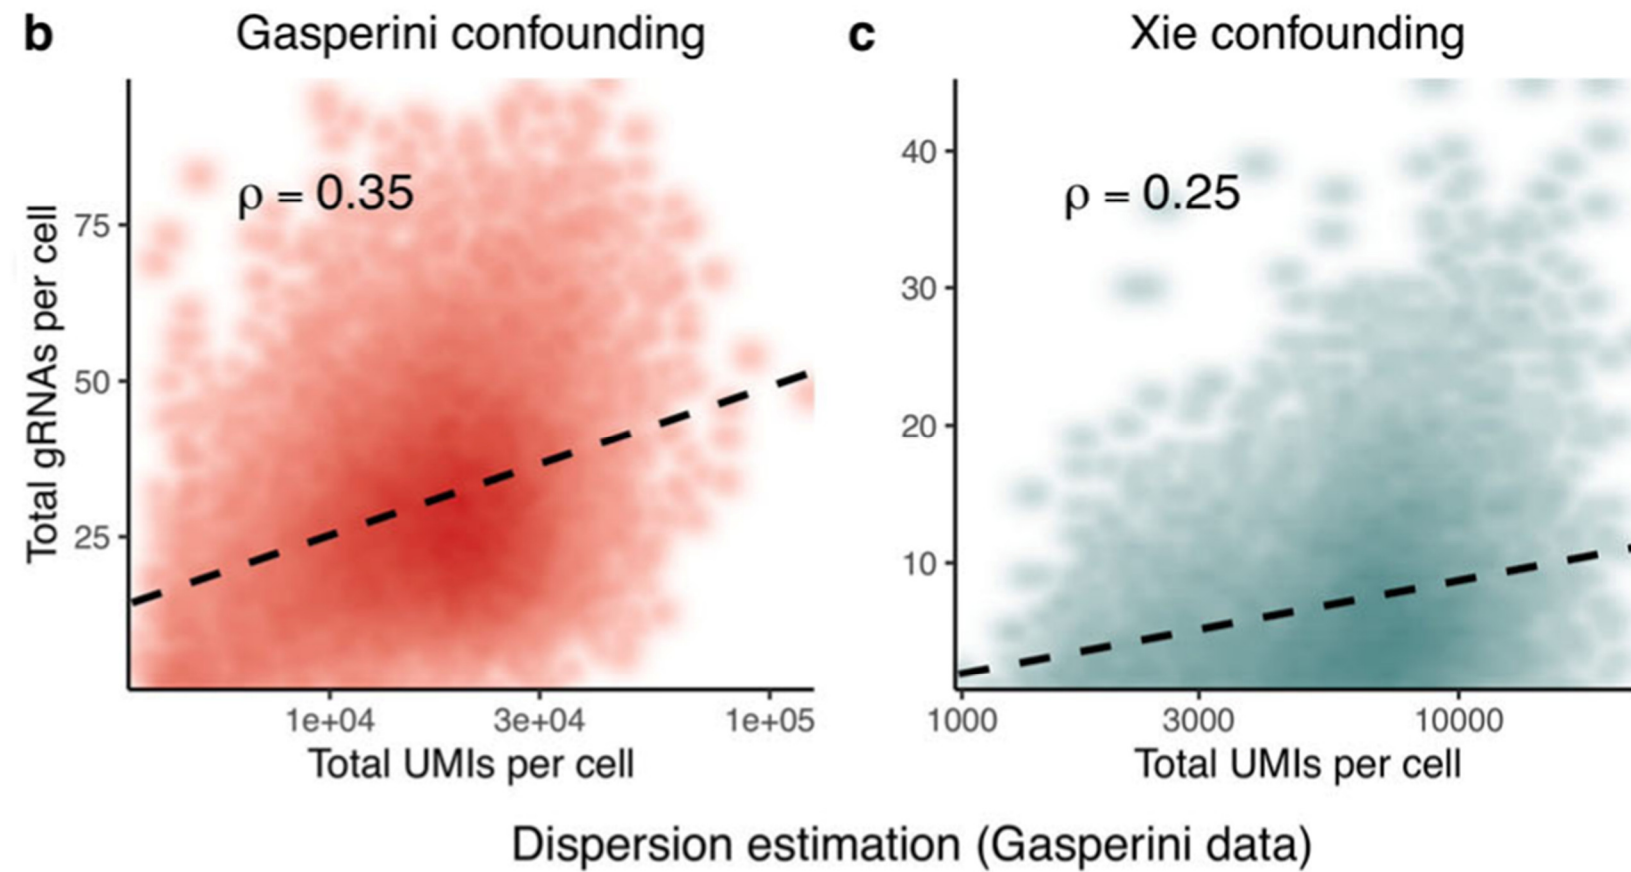 b Gasperini confounding
Total gRNAs per cell
75
50
25
ρ = 0.35
1e+04 3e+04 1e+05
Total UMIs per cell
c Xie confounding
40
30
20
10
ρ = 0.25
1000 3000 10000
Total UMIs per cell
Dispersion estimation (Gasperini data)